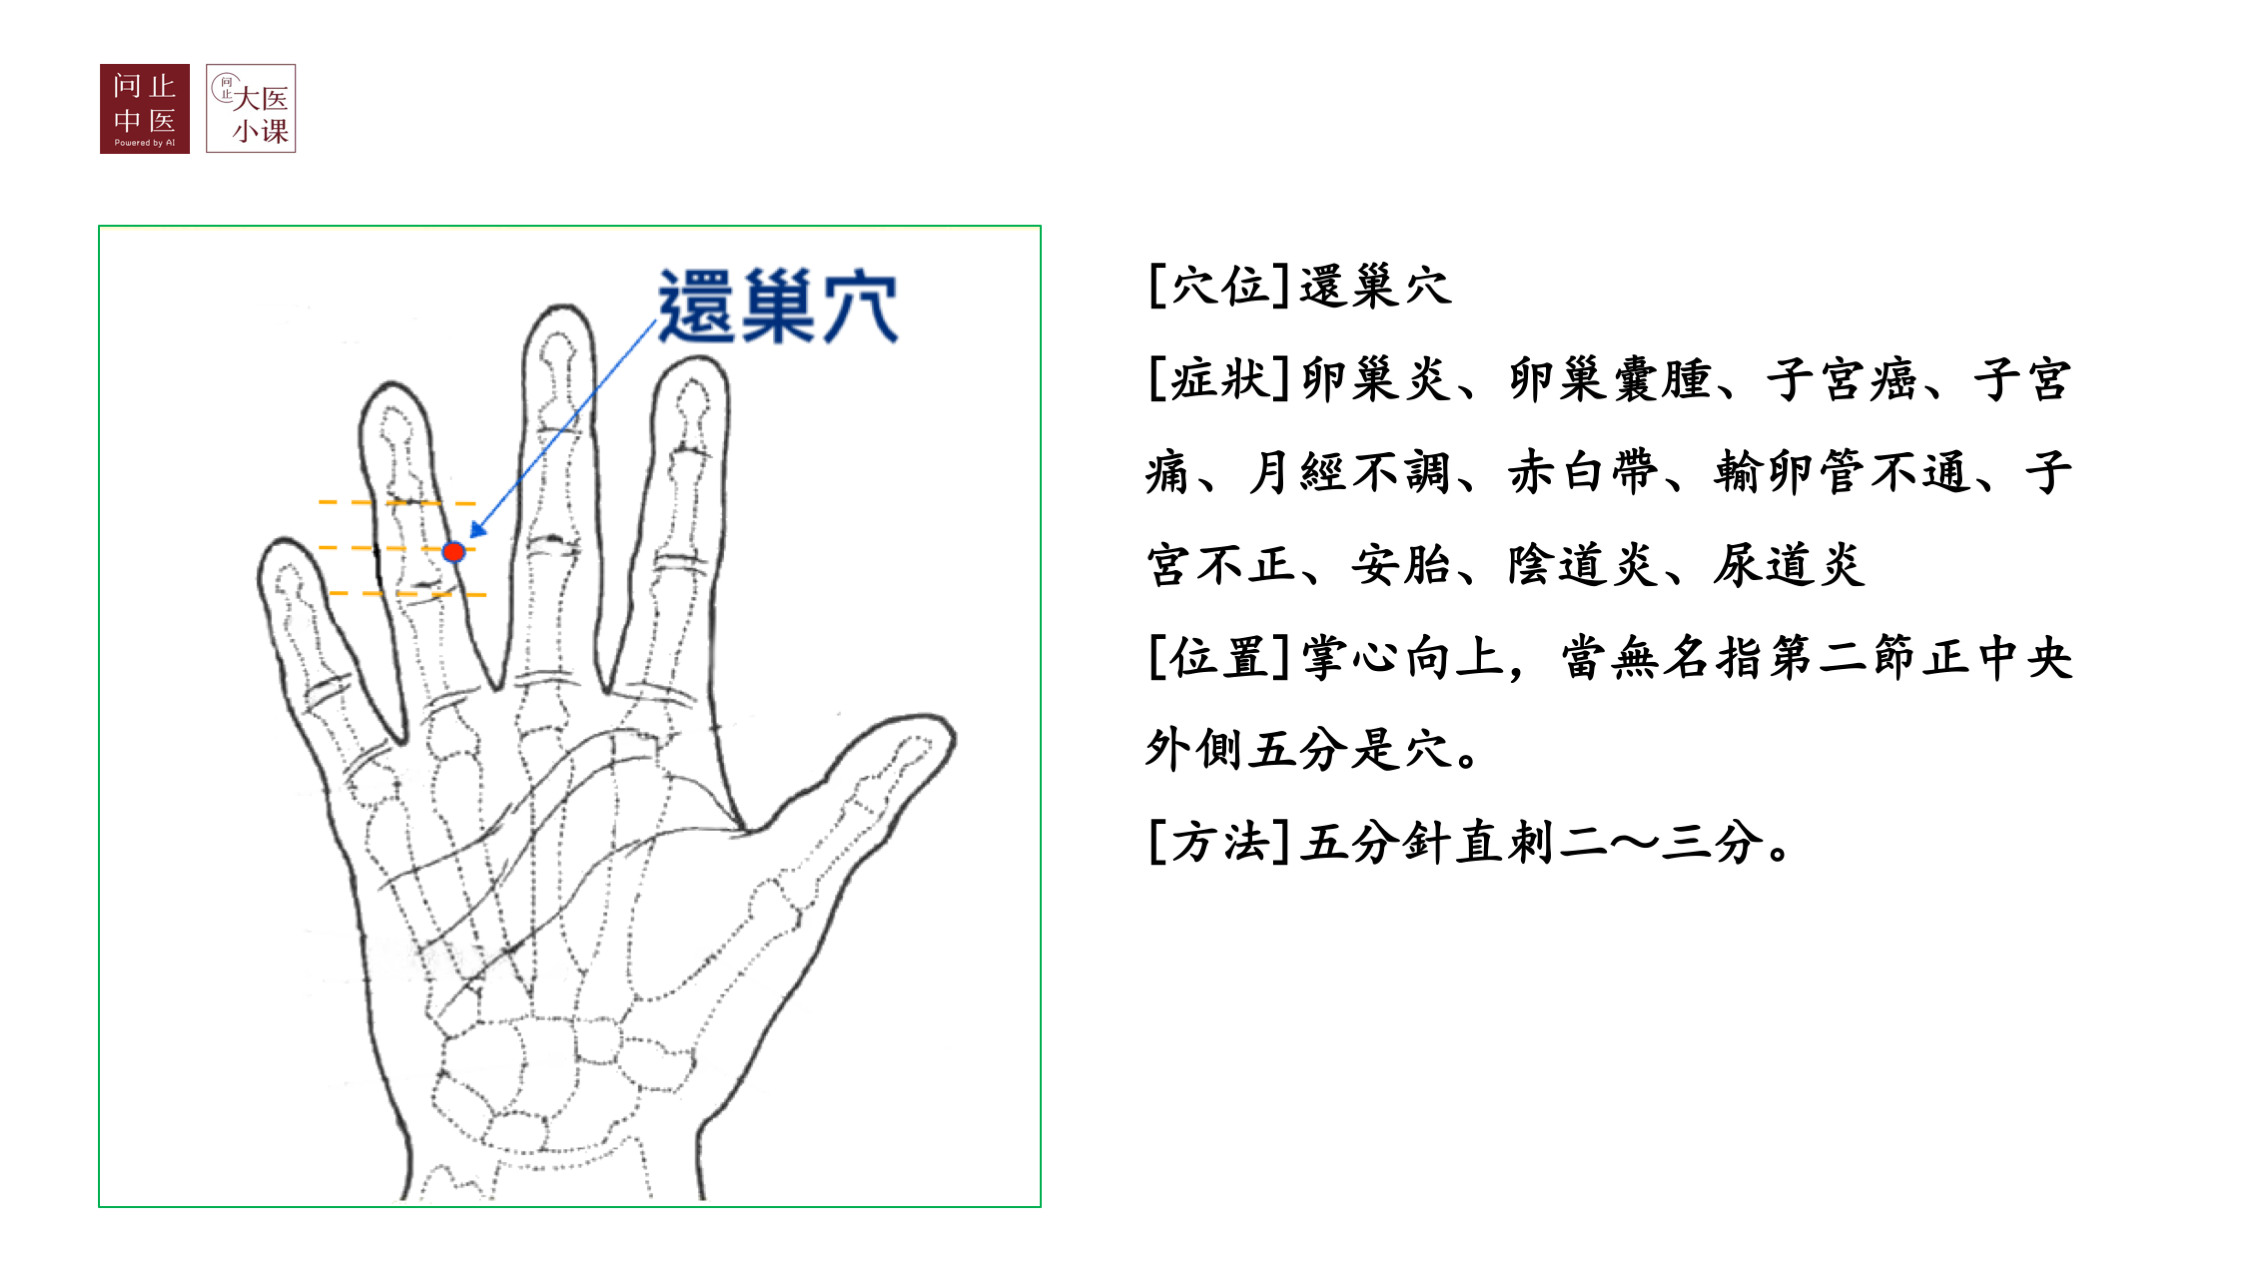 问止
中医
Powered by AI
问止
大医
小课
還巢穴
[穴位]還巢穴
[症狀]卵巢炎、卵巢囊腫、子宮癌、子宮
痛、月經不調、赤白帶、輸卵管不通、子
宮不正、安胎、陰道炎、尿道炎
[位置]掌心向上，當無名指第二節正中央
外側五分是穴。
[方法]五分針直刺二～三分。